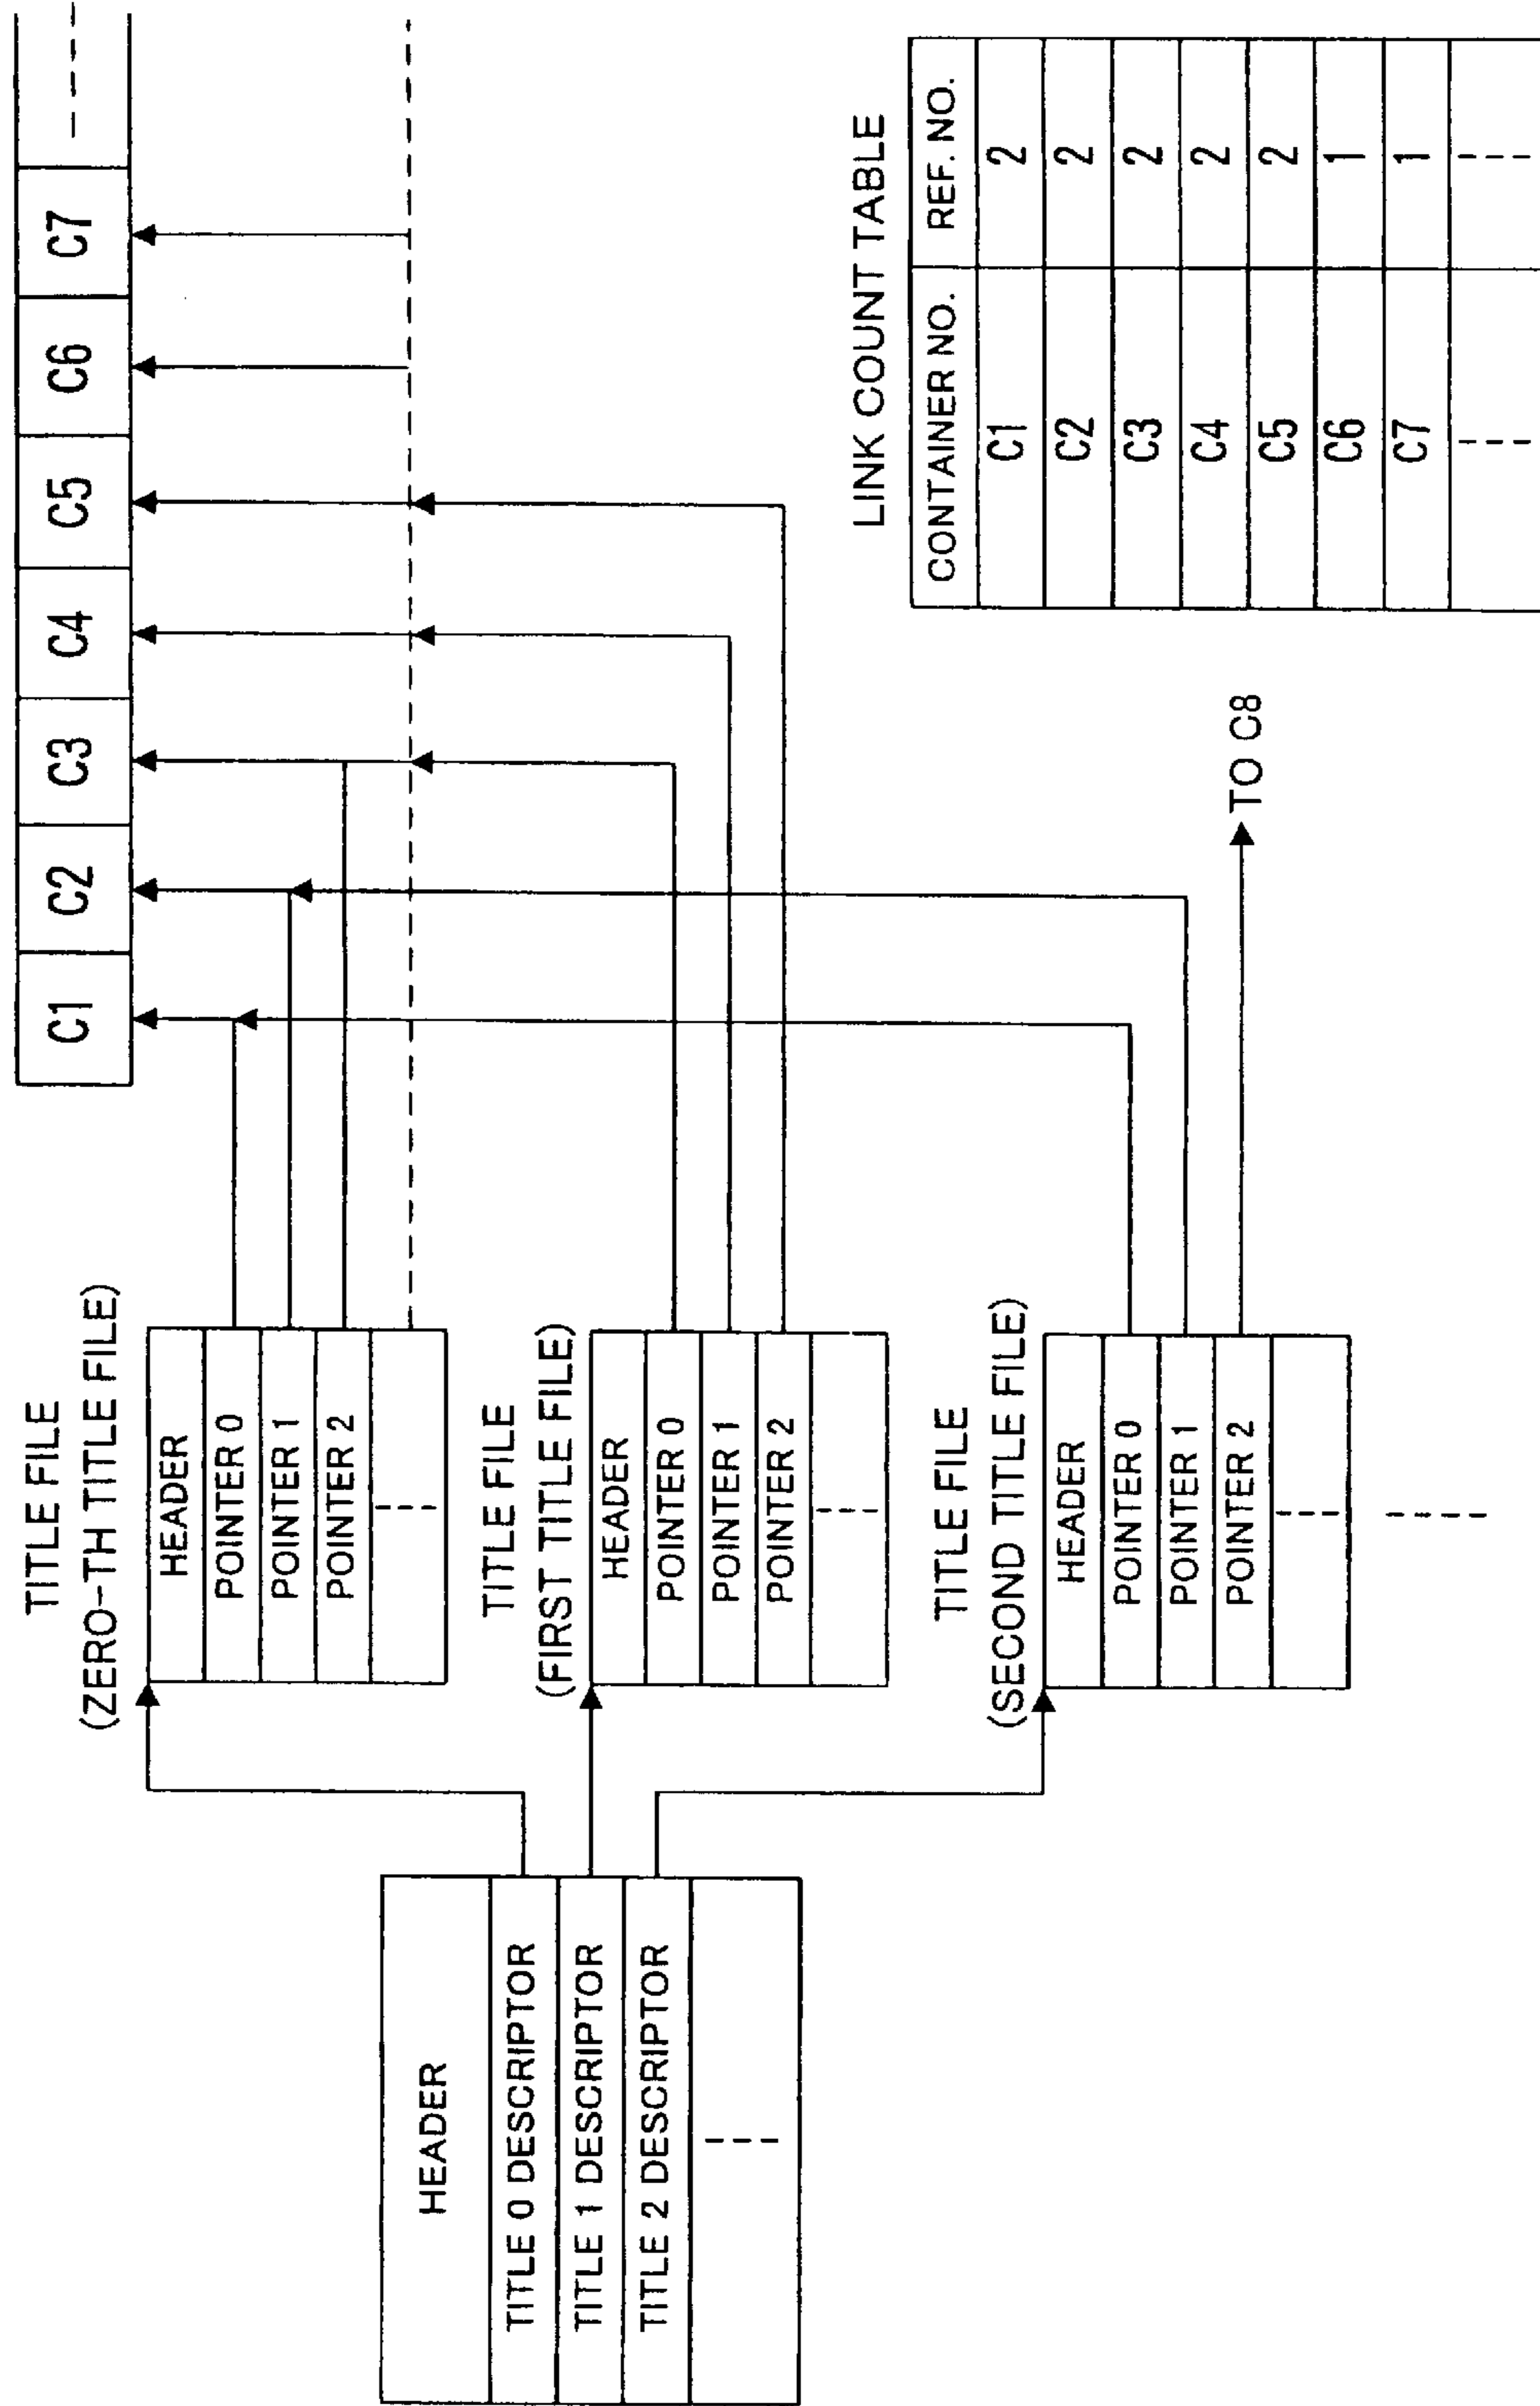 C1 C2 C3 C4 C5 C6 C7
TITLE FILE
(ZERO-TH TITLE FILE)
HEADER
POINTER 0
POINTER 1
POINTER 2
HEADER
TITLE 0 DESCRIPTOR
TITLE 1 DESCRIPTOR
TITLE 2 DESCRIPTOR
TITLE FILE
(FIRST TITLE FILE)
HEADER
POINTER 0
POINTER 1
POINTER 2
TITLE FILE
(SECOND TITLE FILE)
HEADER
POINTER 0
POINTER 1
POINTER 2
TO C8
LINK COUNT TABLE
CONTAINER NO. REF. NO.
C1 2
C2 2
C3 2
C4 2
C5 2
C6 1
C7 1